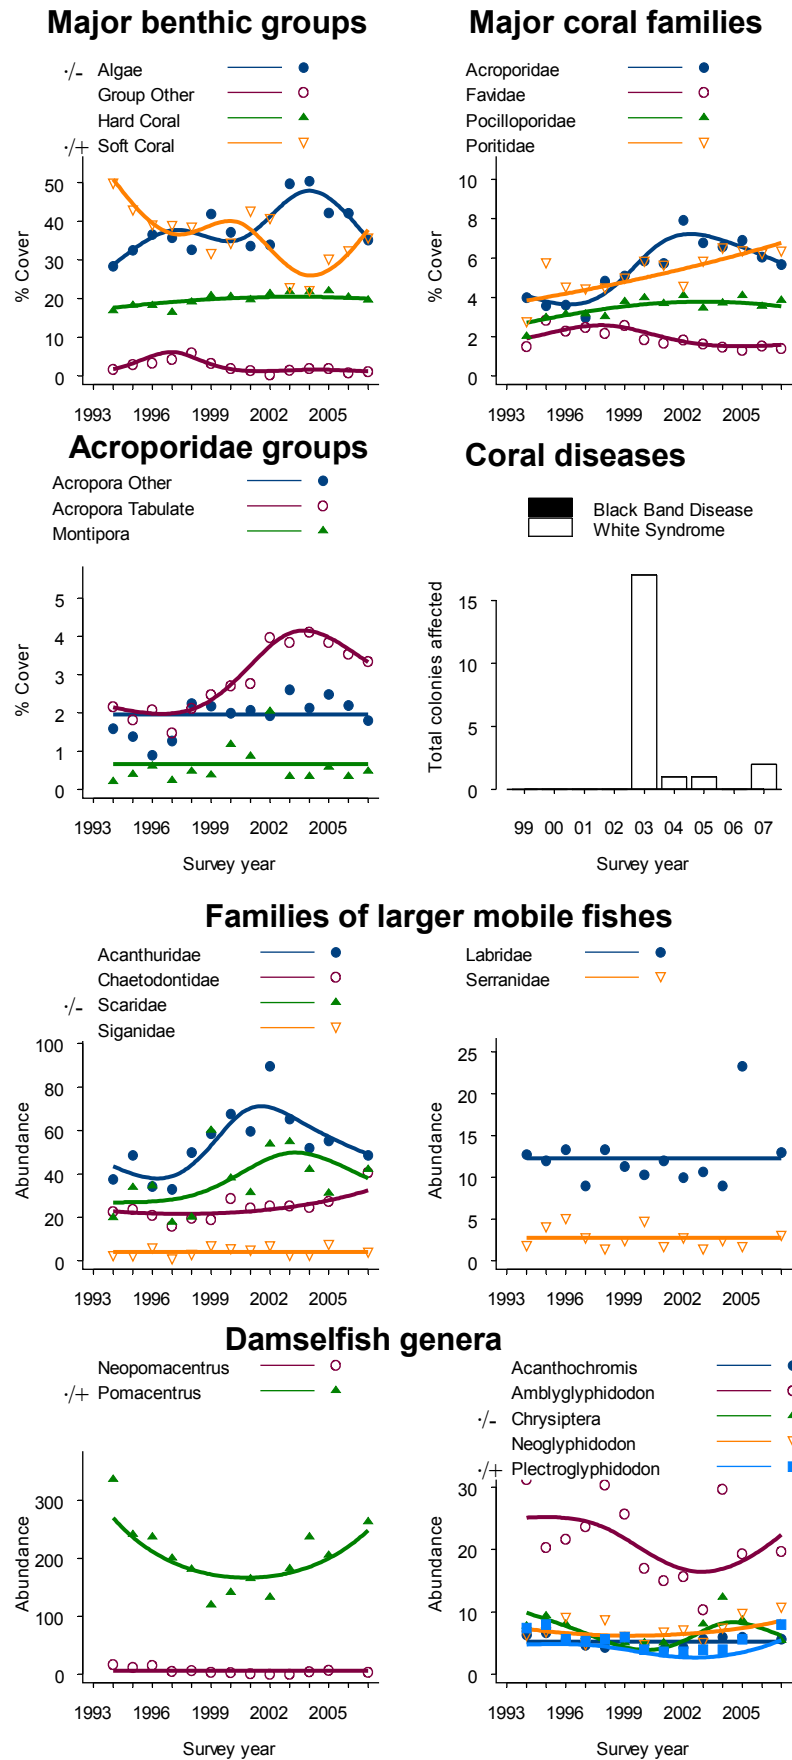 Major benthic groups
·/- Algae
Group Other
Hard Coral
·/+ Soft Coral
% Cover
50
40
30
20
10
0
1993 1996 1999 2002 2005
Major coral families
Acroporidae
Favidae
Pocilloporidae
Poritidae
% Cover
10
8
6
4
2
0
1993 1996 1999 2002 2005
Acroporidae groups
Acropora Other
Acropora Tabulate
Montipora
% Cover
5
4
3
2
1
0
1993 1996 1999 2002 2005
Survey year
Coral diseases
Black Band Disease
White Syndrome
Total colonies affected
15
10
5
0
99 00 01 02 03 04 05 06 07
Survey year
Families of larger mobile fishes
Acanthuridae
Chaetodontidae
·/- Scaridae
Siganidae
Abundance
100
80
60
40
20
0
1993 1996 1999 2002 2005
Labridae
Serranidae
Abundance
25
20
15
10
5
0
1993 1996 1999 2002 2005
Damselfish genera
Neopomacentrus
·/+ Pomacentrus
Abundance
300
200
100
0
1993 1996 1999 2002 2005
Survey year
Acanthochromis
Amblyglyphidodon
·/- Chrysiptera
Neoglyphidodon
·/+ Plectroglyphidodon
Abundance
30
20
10
0
1993 1996 1999 2002 2005
Survey year